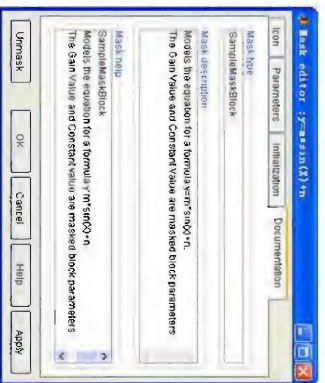 Mask editor :y=m*sin(X)+n
Icon Parameters Initialization Documentation
Mask type
SampleMaskBlock
Mask description
Models the equation for a formula y=m*sin(x)+n.
The Gain Value and Constant Value are masked block parameters
Mask help
SampleMaskBlock
Models the equation for a formula y m*sin(X)+n
The Gain Value and Constant value are masked block parameters
Unmask OK Cancel Help Apply